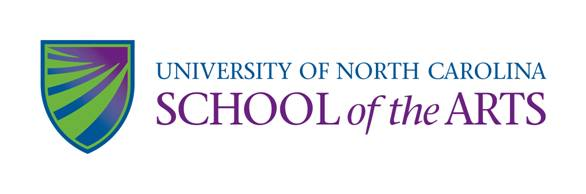 UNIVERSITY OF NORTH CAROLINA
SCHOOL of the ARTS